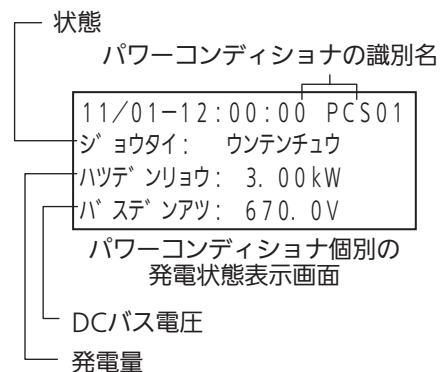 状態
パワーコンディショナの識別名
11/01-12:00:00 PCS01
ジョウタイ: ウンテンチュウ
ハツデンリョウ: 3.00kW
バスデンアツ: 670.0V
パワーコンディショナ個別の
発電状態表示画面
DCバス電圧
発電量